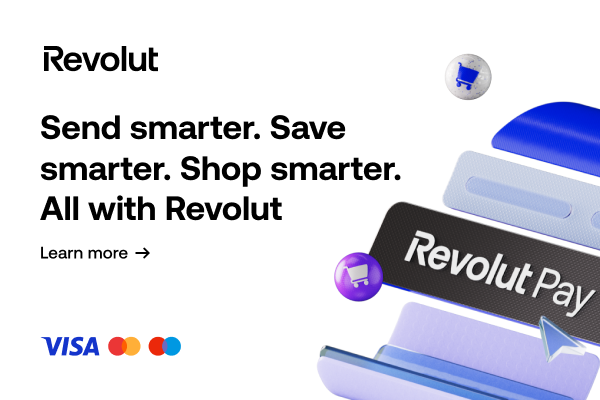 Revolut
Send smarter. Save
smarter. Shop smarter.
All with Revolut
Learn more →
VISA
Revolut Pay